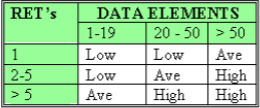 RET's DATA ELEMENTS
1-19 20 - 50 > 50
1 Low Low Ave
2-5 Low Ave High
> 5 Ave High High